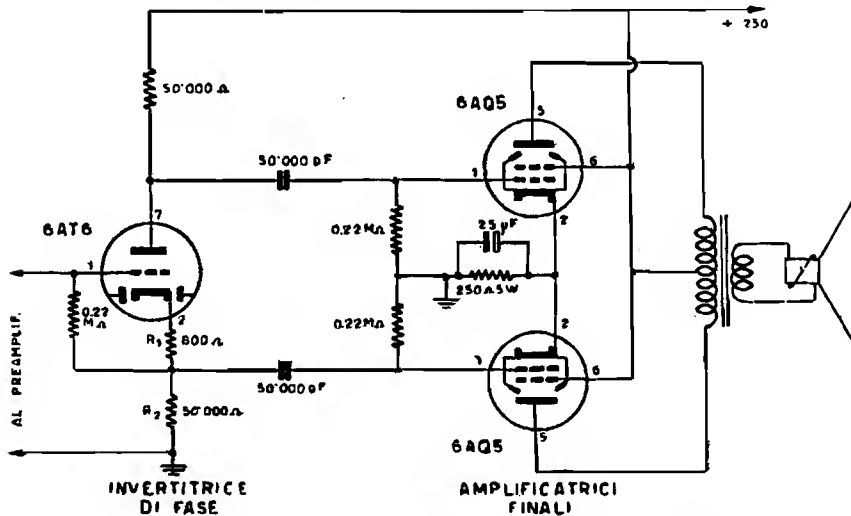 + 250
50'000 Ω
6AQ5
5
50'000 pF
1
6
7
6AT6
0.22 MΩ
25 µF
2
1
0.22 MΩ
250 Ω 5W
2
R1 800 Ω
0.22 MΩ
2
1
6
50'000 pF
R2 50'000 Ω
AL PREAMPLIF.
6AQ5
5
INVERTITRICE
DI FASE
AMPLIFICATRICI
FINALI